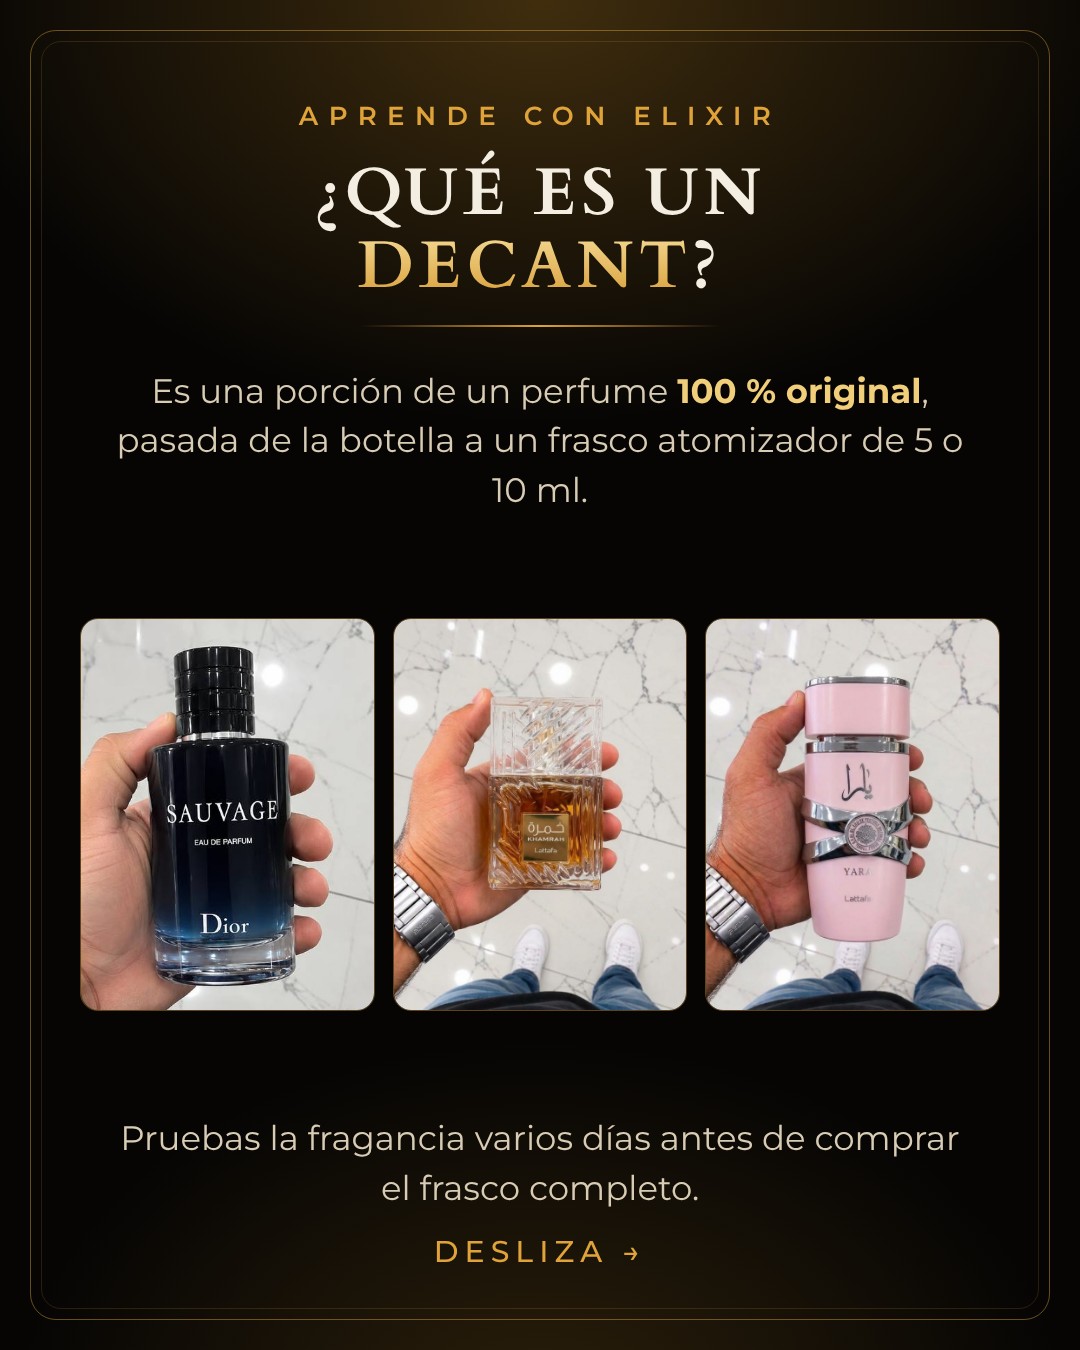 APRENDE CON ELIXIR
¿QUÉ ES UN
DECANT?
Es una porción de un perfume 100 % original,
pasada de la botella a un frasco atomizador de 5 o
10 ml.
SAUVAGE
EAU DE PARFUM
Dior
خمرة
KHAMRAH
Lattafa
يارا
YARA
Lattafa
Pruebas la fragancia varios días antes de comprar
el frasco completo.
DESLIZA →